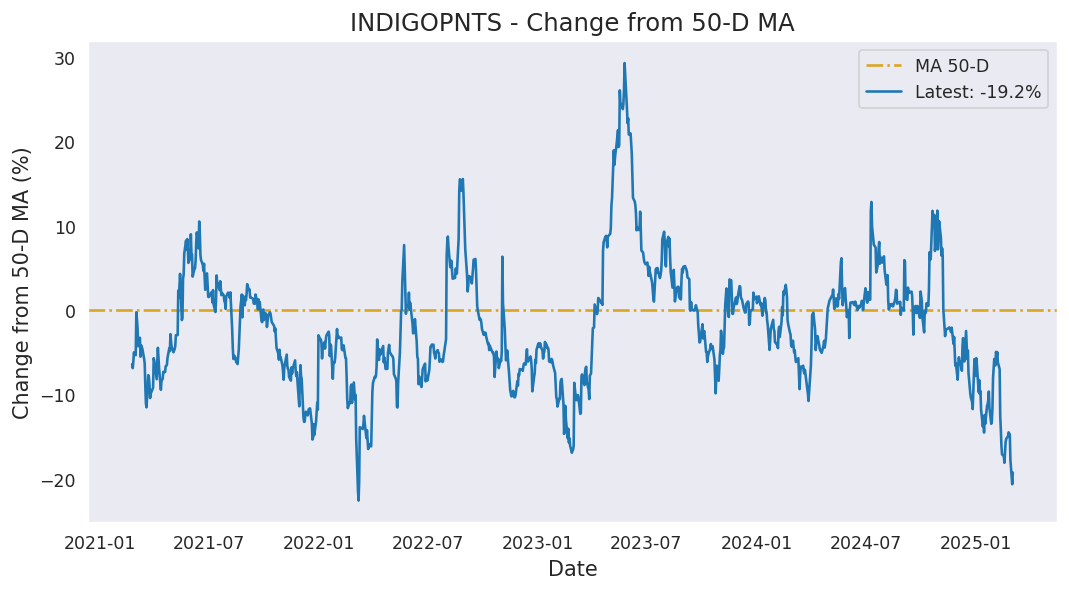 INDIGOPNTS - Change from 50-D MA
MA 50-D
Latest: -19.2%
Change from 50-D MA (%)
30
20
10
0
−10
−20
2021-01 2021-07 2022-01 2022-07 2023-01 2023-07 2024-01 2024-07 2025-01
Date